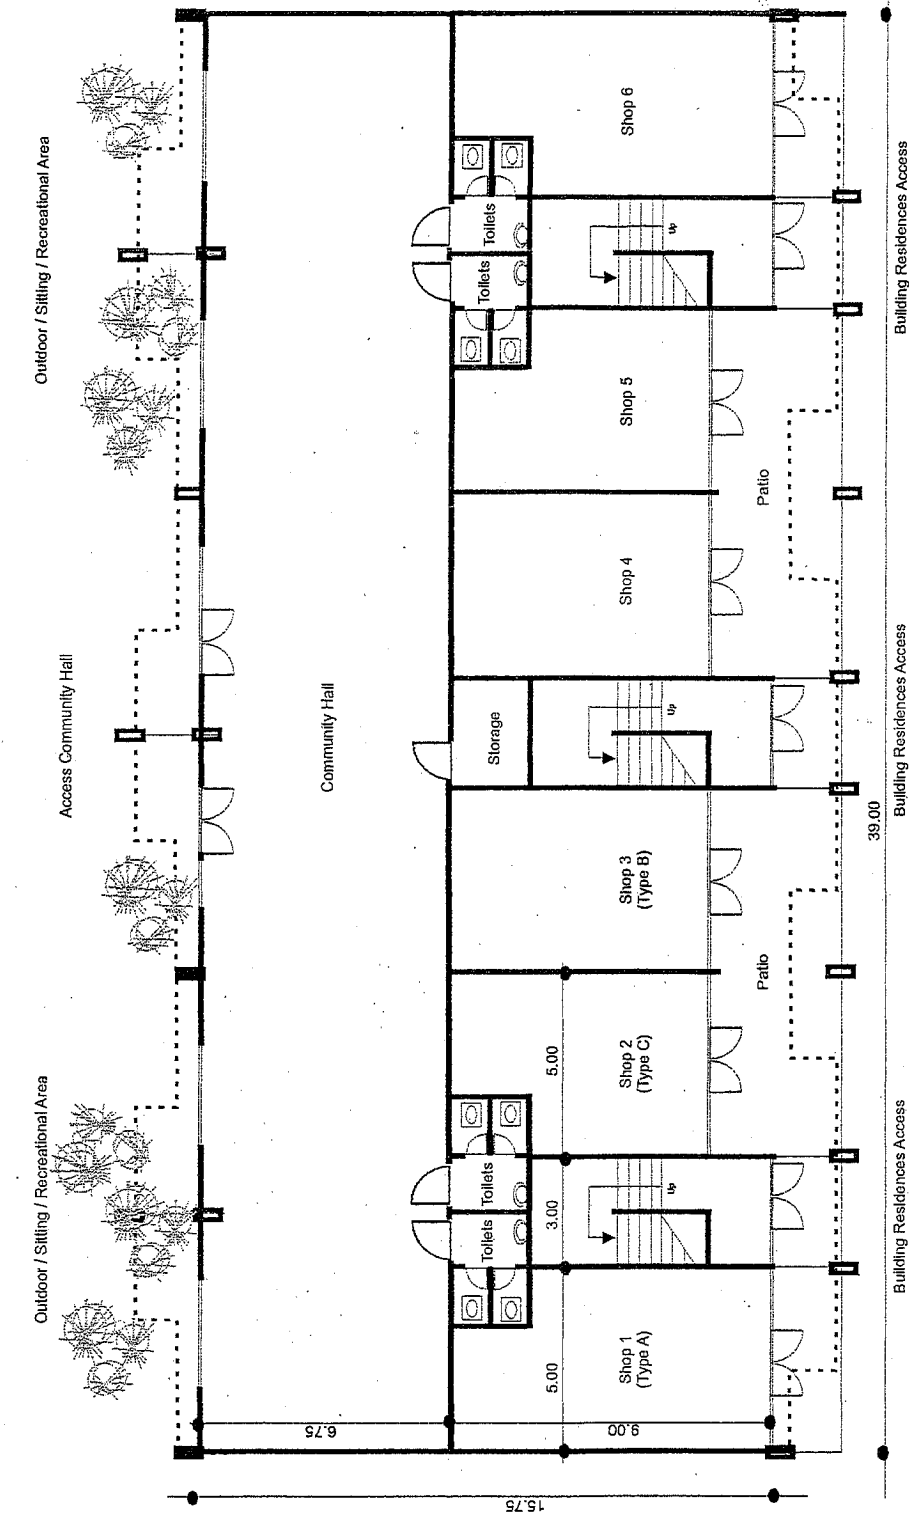 Outdoor / Sitting / Recreational Area
Access Community Hall
Outdoor / Sitting / Recreational Area
Community Hall
6.75
15.75
9.00
Toilets
Toilets
Storage
Toilets
Toilets
5.00
3.00
5.00
Shop 1
(Type A)
Shop 2
(Type C)
Shop 3
(Type B)
Shop 4
Shop 5
Shop 6
Up
Up
Up
Patio
Patio
39.00
Building Residences Access
Building Residences Access
Building Residences Access